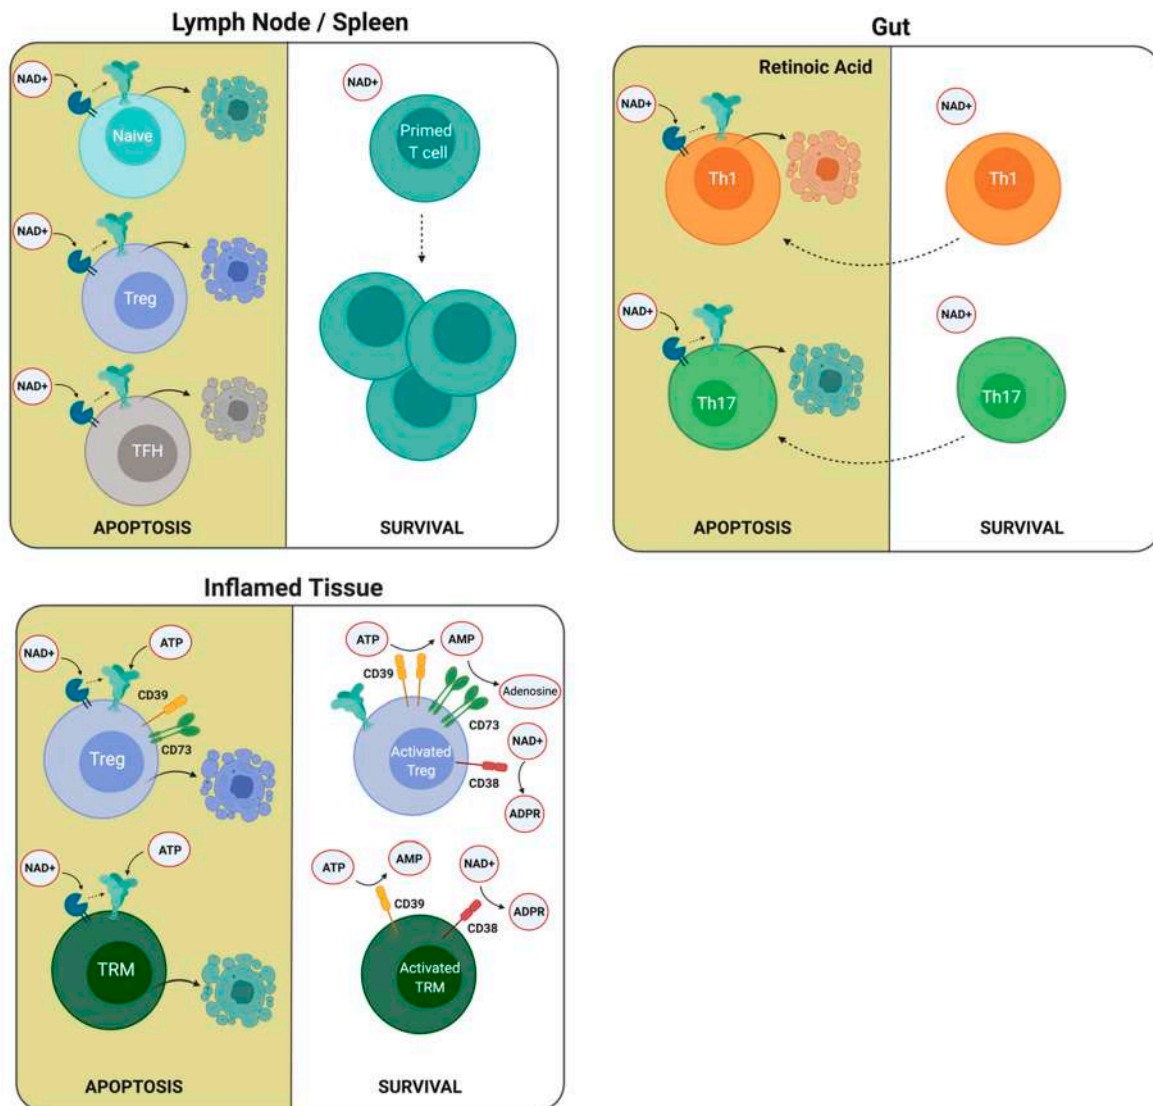 Lymph Node / Spleen
NAD+
Naive
NAD+
Treg
NAD+
TFH
APOPTOSIS
NAD+
Primed
T cell
SURVIVAL
Gut
Retinoic Acid
NAD+
Th1
NAD+
Th17
APOPTOSIS
NAD+
Th1
NAD+
Th17
SURVIVAL
Inflamed Tissue
NAD+
ATP
CD39
CD73
Treg
NAD+
ATP
TRM
APOPTOSIS
ATP
AMP
CD39
Adenosine
CD73
Activated
Treg
NAD+
CD38
ADPR
ATP
AMP
NAD+
CD39
ADPR
CD38
Activated
TRM
SURVIVAL